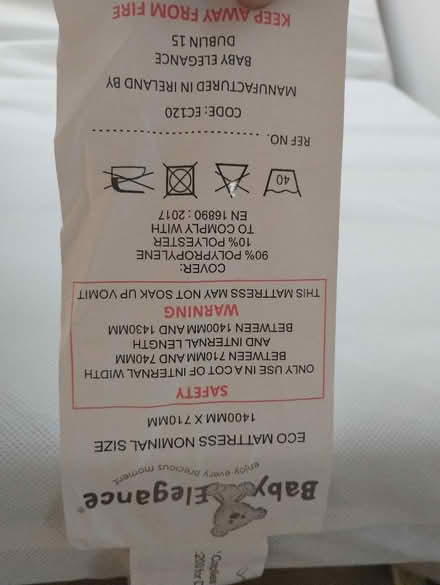 Baby Elegance®
enjoy every precious moment
ECO MATTRESS NOMINAL SIZE
1400MM X 710MM
SAFETY
ONLY USE IN A COT OF INTERNAL WIDTH
BETWEEN 710MM AND 740MM
AND INTERNAL LENGTH
BETWEEN 1400MM AND 1430MM
WARNING
THIS MATTRESS MAY NOT SOAK UP VOMIT
COVER:
90% POLYPROPYLENE
10% POLYESTER
TO COMPLY WITH
EN 16890 : 2017
40
REF NO. ........................
CODE: EC120
MANUFACTURED IN IRELAND BY
BABY ELEGANCE
DUBLIN 15
KEEP AWAY FROM FIRE